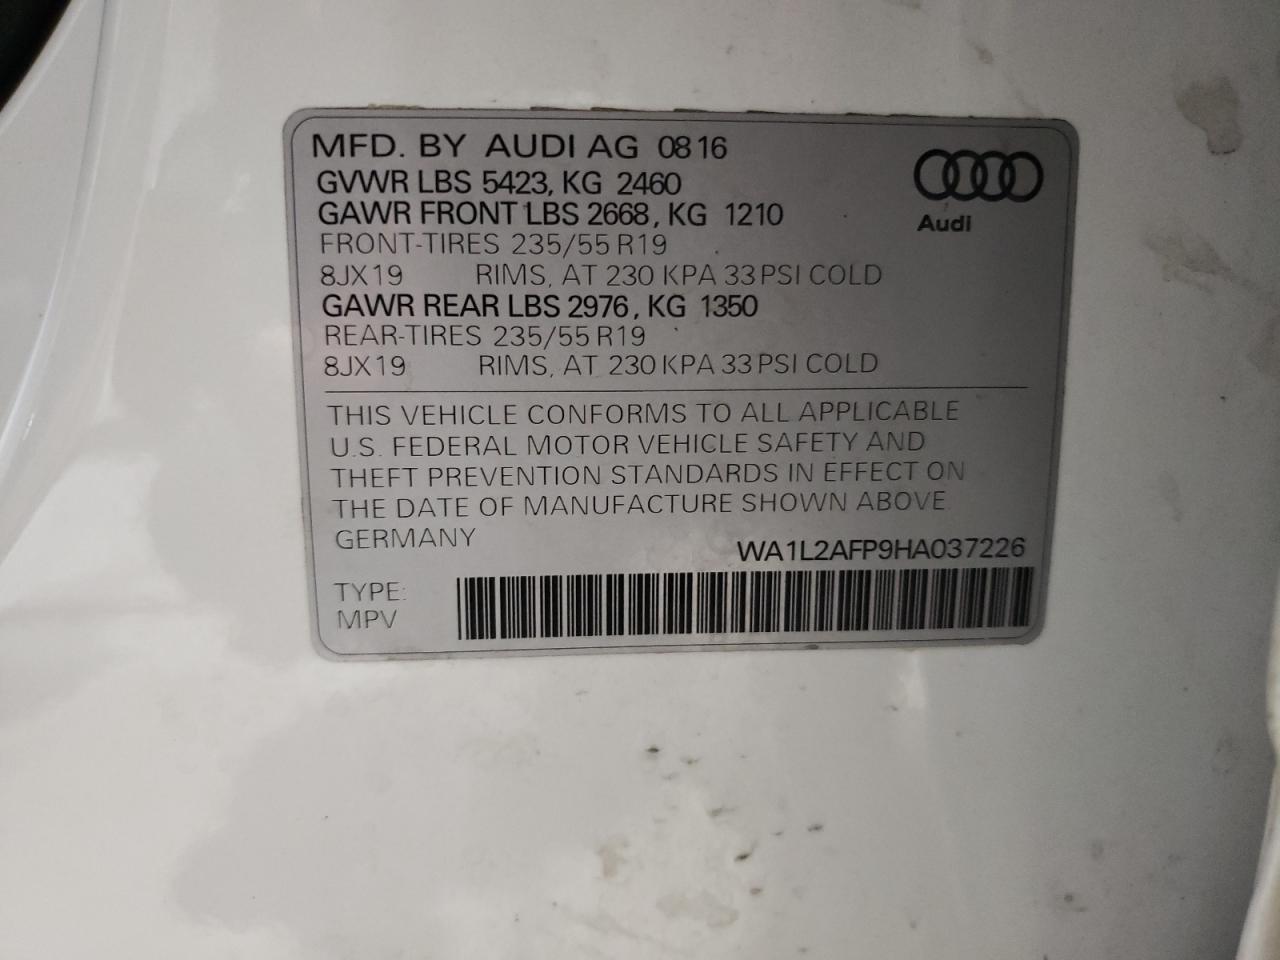 MFD. BY AUDI AG 08 16
GVWR LBS 5423, KG 2460
GAWR FRONT LBS 2668, KG 1210
FRONT-TIRES 235/55 R19
8JX19 RIMS, AT 230 KPA 33 PSI COLD
GAWR REAR LBS 2976, KG 1350
REAR-TIRES 235/55 R19
8JX19 RIMS, AT 230 KPA 33 PSI COLD
Audi
THIS VEHICLE CONFORMS TO ALL APPLICABLE
U.S. FEDERAL MOTOR VEHICLE SAFETY AND
THEFT PREVENTION STANDARDS IN EFFECT ON
THE DATE OF MANUFACTURE SHOWN ABOVE
GERMANY
WA1L2AFP9HA037226
TYPE:
MPV